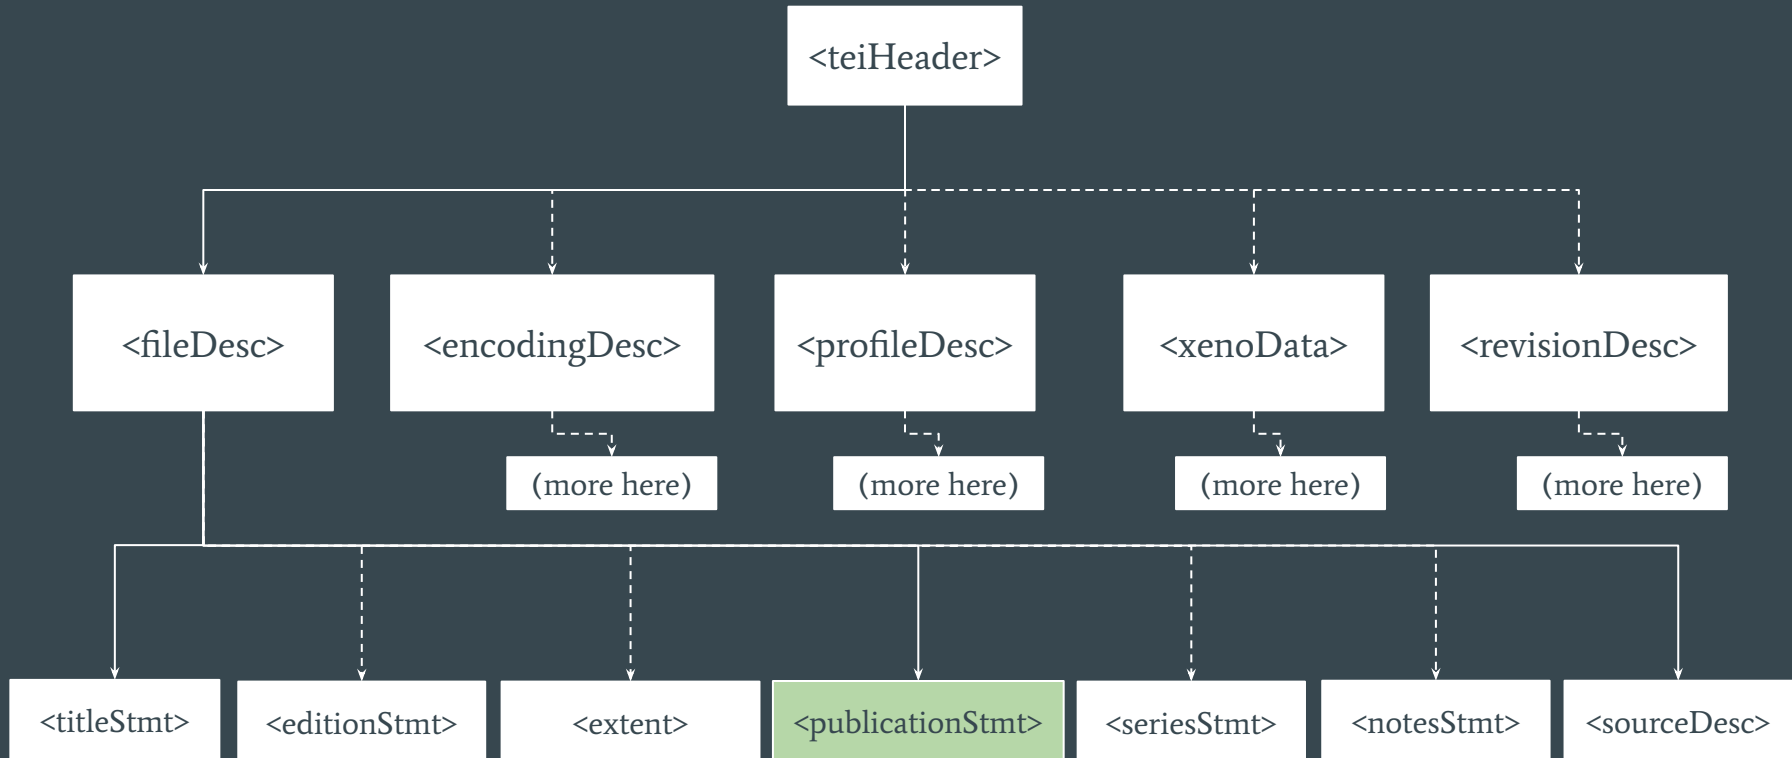 <teiHeader>
<fileDesc>
<encodingDesc>
<profileDesc>
<xenoData>
<revisionDesc>
(more here)
(more here)
(more here)
(more here)
<titleStmt>
<editionStmt>
<extent>
<publicationStmt>
<seriesStmt>
<notesStmt>
<sourceDesc>